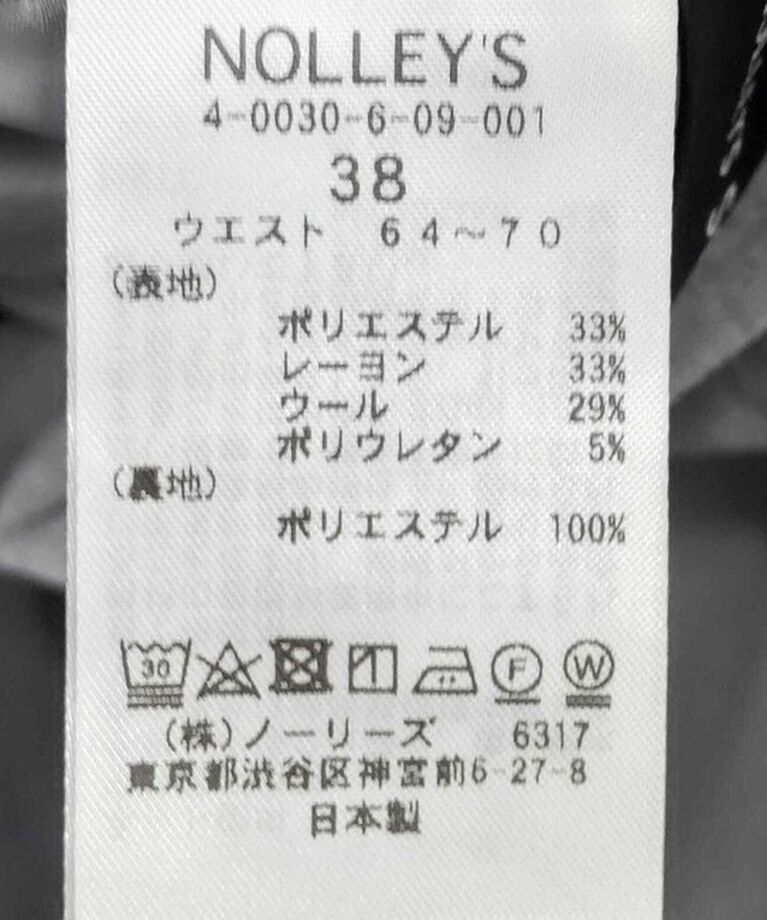 NOLLEY'S
4-0030-6-09-001
38
ウエスト 64~70
(表地)
ポリエステル 33%
レーヨン 33%
ウール 29%
ポリウレタン 5%
(裏地)
ポリエステル 100%
30 F W
(株)ノーリーズ 6317
東京都渋谷区神宮前6-27-8
日本製